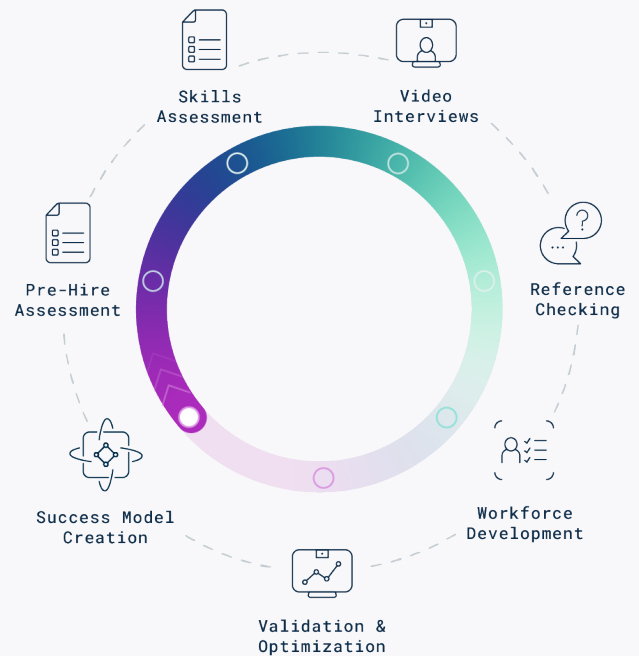 Skills
Assessment
Video
Interviews
Pre-Hire
Assessment
Reference
Checking
Success Model
Creation
Workforce
Development
Validation &
Optimization